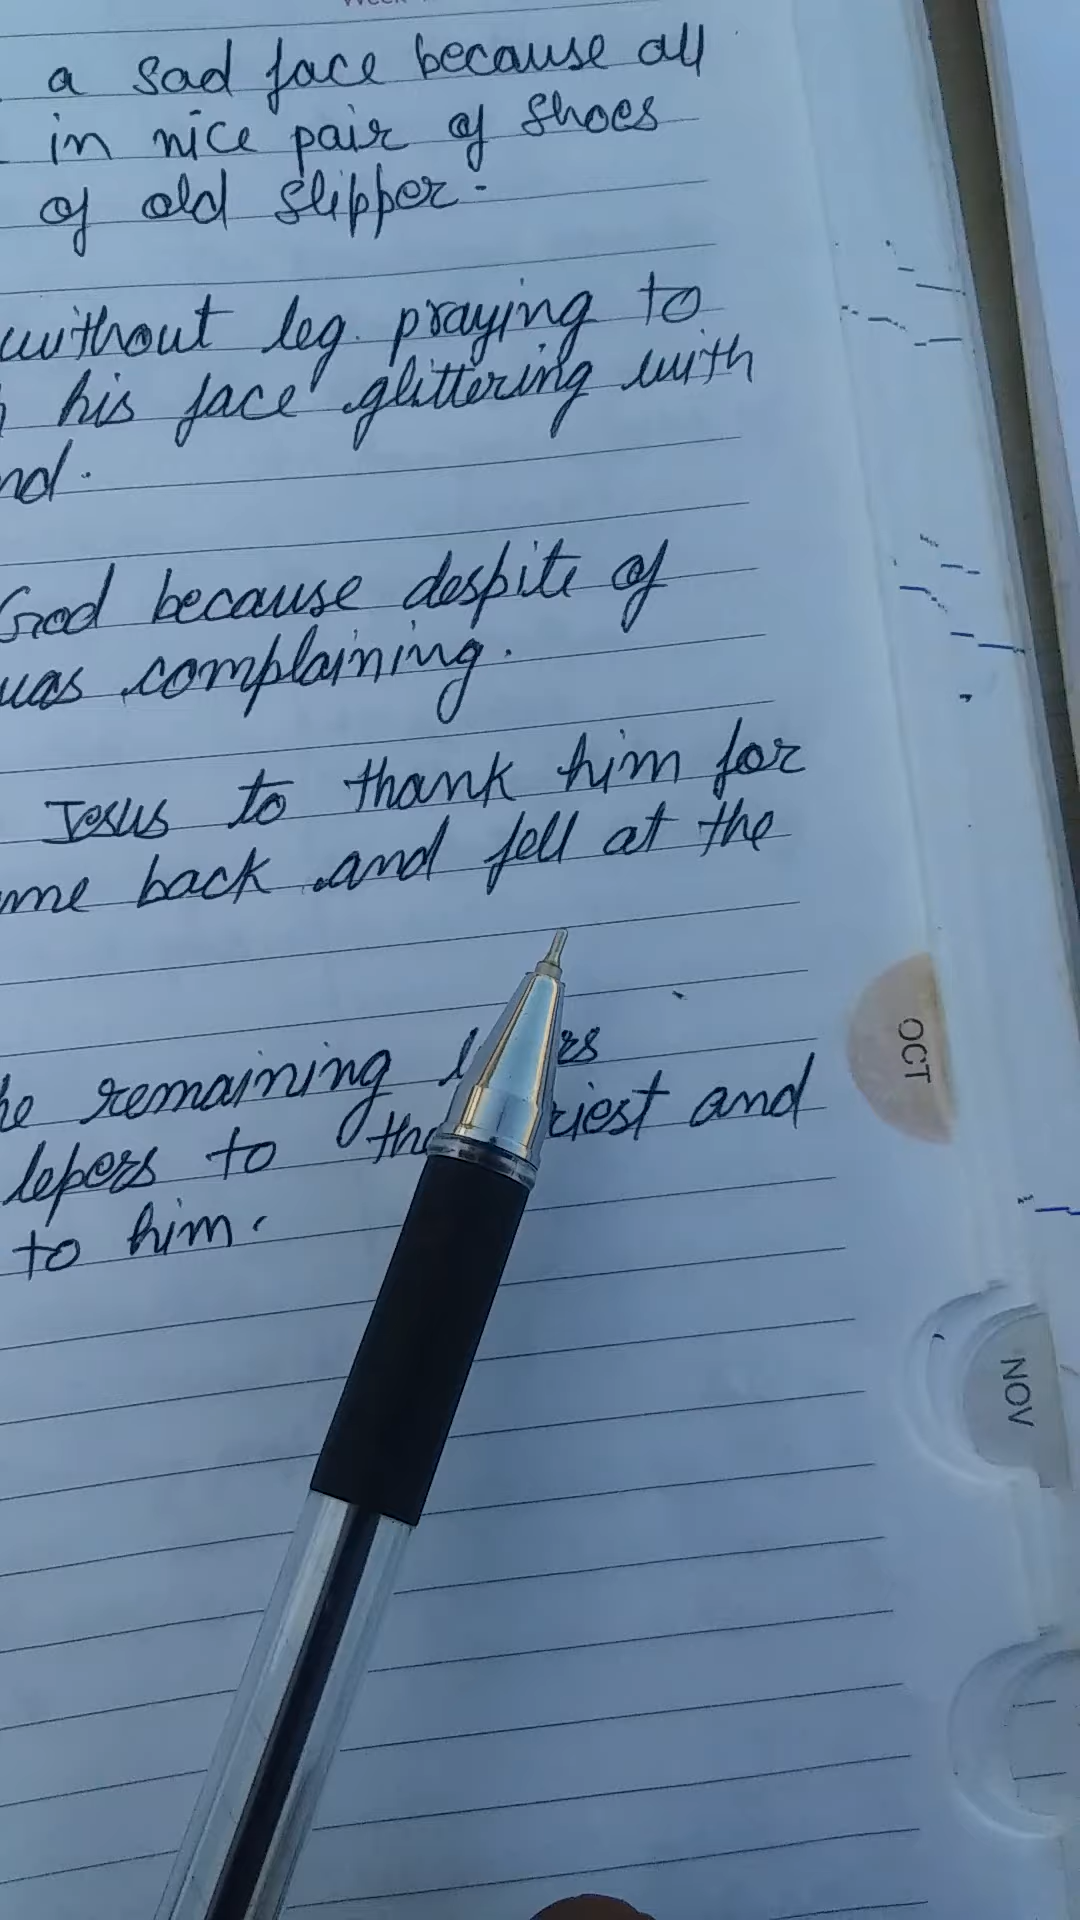 a sad face because all
in nice pair of shoes
of old slipper.
without leg praying to
his face glittering with
God because despite of
complaining.
Jesus to thank him for
back and fell at the
remaining
lepers to the and
to him.
OCT
NOV